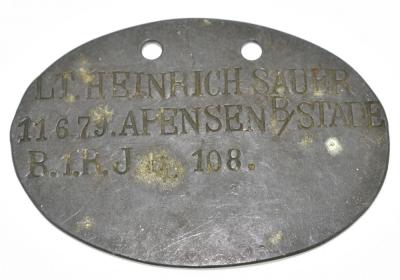 LT. HEINRICH SAUER
11 6.7J. APENSEN B/STADE
R.I.R.J 108.